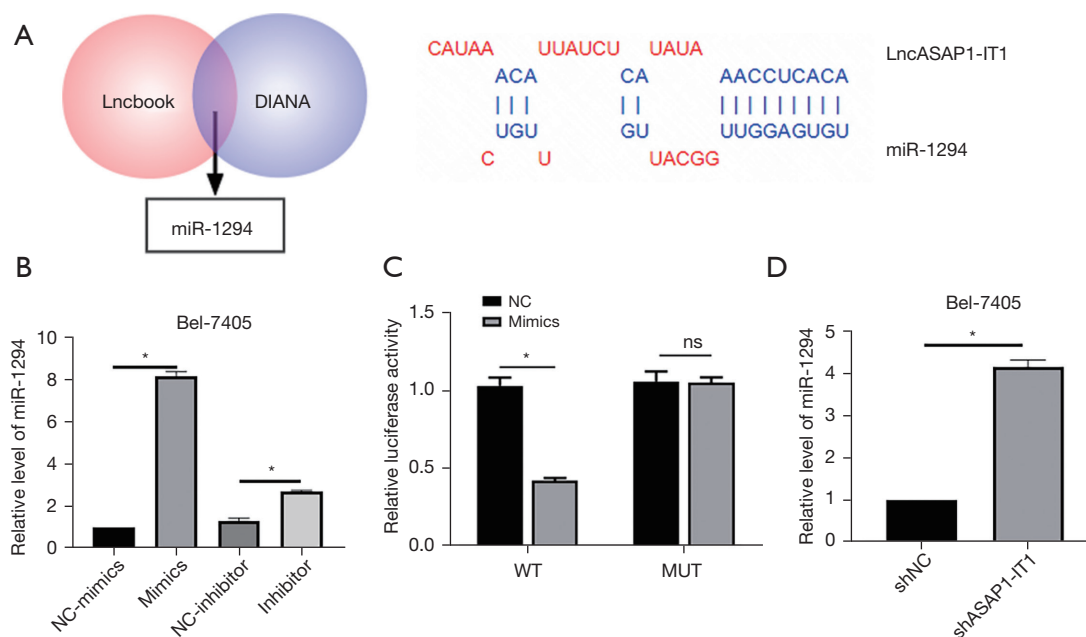 A
Lncbook
DIANA
miR-1294
CAUAA UUAUCU UAUA
ACA CA AACCUCACA
UGU GU UUGGAGUGU
C U UACGG
LncASAP1-IT1
miR-1294
B
Bel-7405
Relative level of miR-1294
10
8
6
4
2
0
*
*
NC-mimics
Mimics
NC-inhibitor
Inhibitor
C
NC
Mimics
Relative luciferase activity
1.5
1.0
0.5
0.0
*
ns
WT
MUT
D
Bel-7405
Relative level of miR-1294
5
4
3
2
1
0
*
shNC
shASAP1-IT1